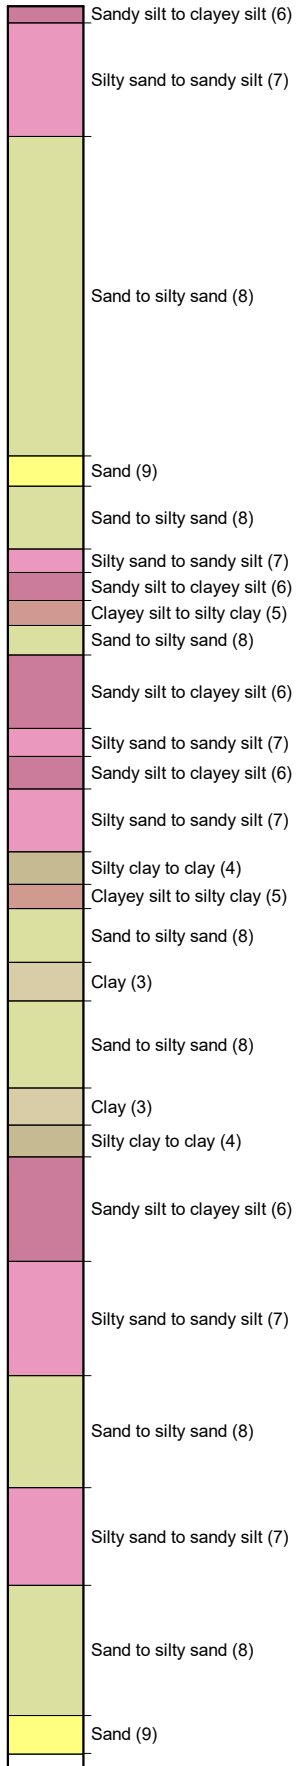 Sandy silt to clayey silt (6)
Silty sand to sandy silt (7)
Sand to silty sand (8)
Sand (9)
Sand to silty sand (8)
Silty sand to sandy silt (7)
Sandy silt to clayey silt (6)
Clayey silt to silty clay (5)
Sand to silty sand (8)
Sandy silt to clayey silt (6)
Silty sand to sandy silt (7)
Sandy silt to clayey silt (6)
Silty sand to sandy silt (7)
Silty clay to clay (4)
Clayey silt to silty clay (5)
Sand to silty sand (8)
Clay (3)
Sand to silty sand (8)
Clay (3)
Silty clay to clay (4)
Sandy silt to clayey silt (6)
Silty sand to sandy silt (7)
Sand to silty sand (8)
Silty sand to sandy silt (7)
Sand to silty sand (8)
Sand (9)